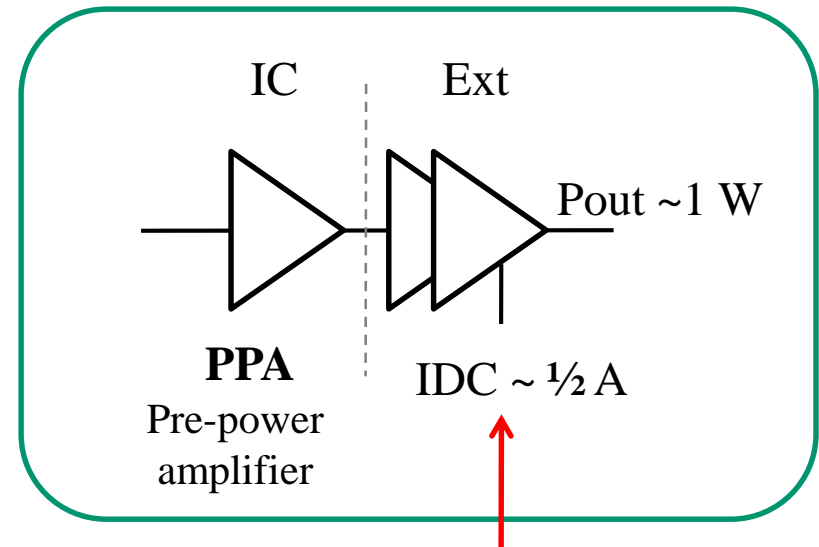 IC
Ext
Pout ~1 W
PPA
Pre-power
amplifier
IDC ~ ½ A